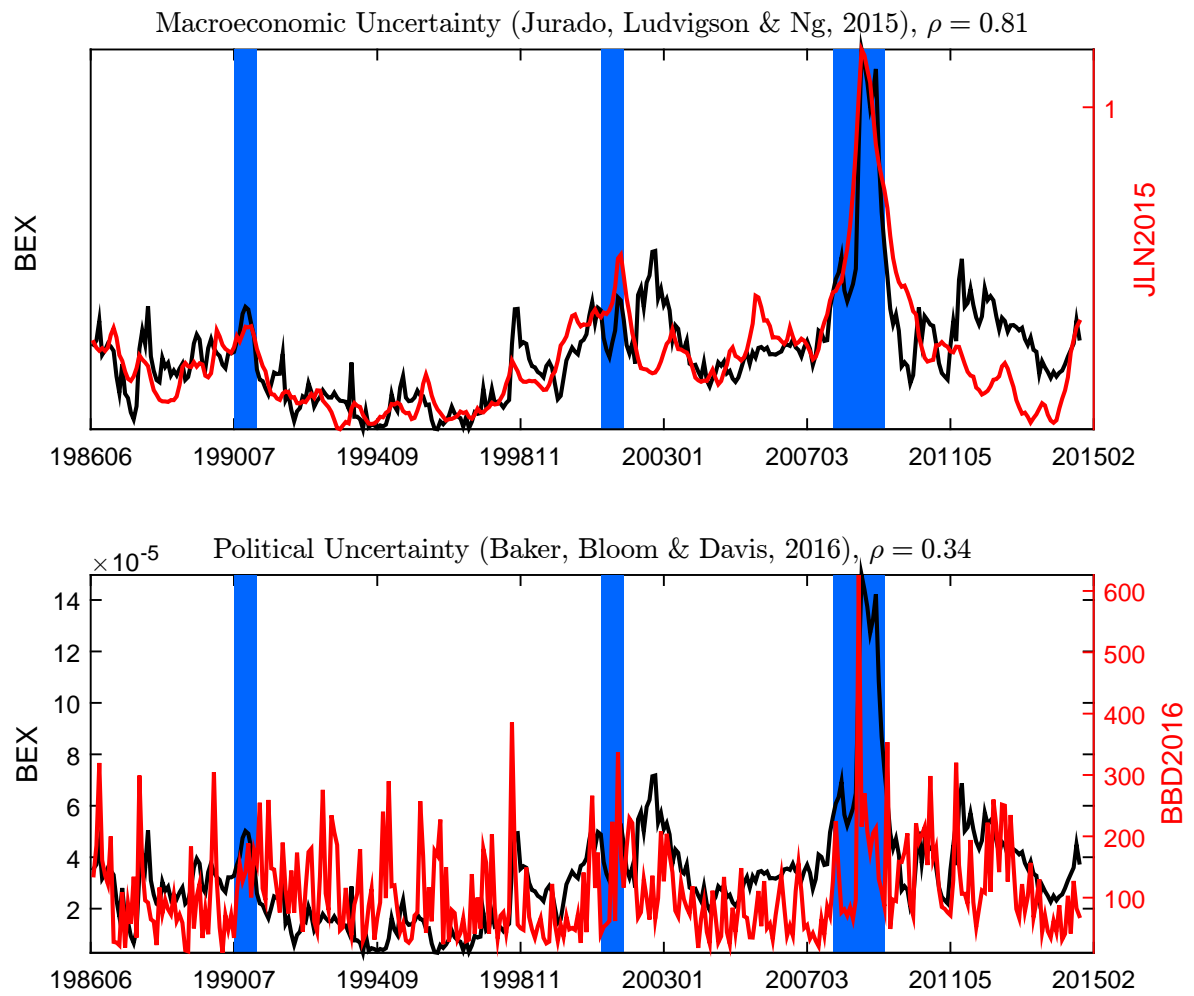 Macroeconomic Uncertainty (Jurado, Ludvigson & Ng, 2015), ρ = 0.81
BEX
1
JLN2015
198606 199007 199409 199811 200301 200703 201105 201502
×10-5
Political Uncertainty (Baker, Bloom & Davis, 2016), ρ = 0.34
14
12
10
8
6
4
2
BEX
600
500
400
300
200
100
BBD2016
198606 199007 199409 199811 200301 200703 201105 201502